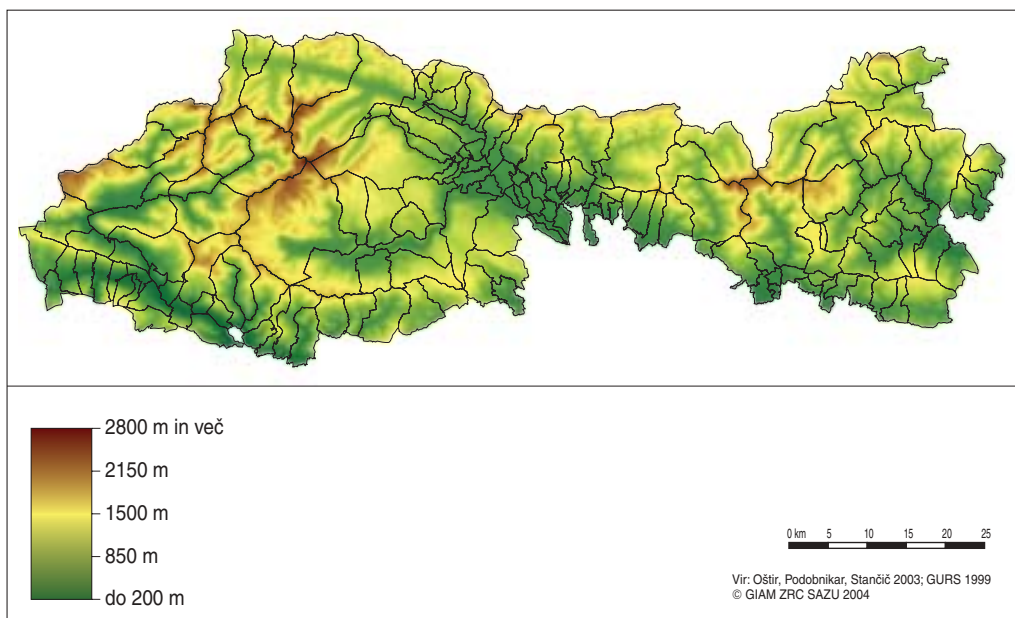 2800 m in več
2150 m
1500 m
850 m
do 200 m
0 km 5 10 15 20 25
Vir: Oštir, Podobnikar, Stančič 2003; GURS 1999
© GIAM ZRC SAZU 2004